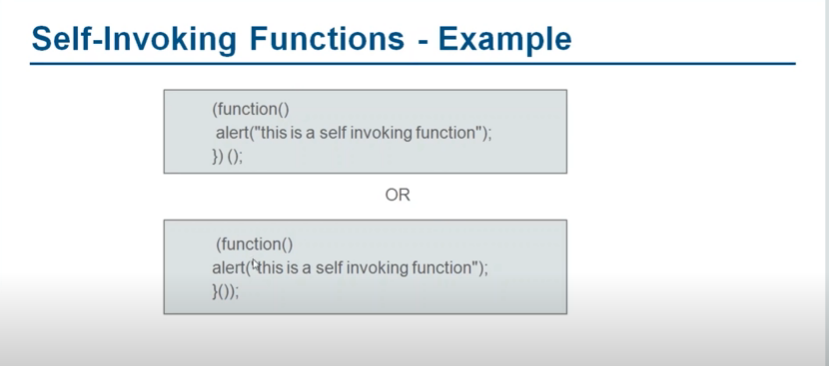 Self-Invoking Functions - Example
(function()
alert("this is a self invoking function");
}) ();
OR
(function()
alert("this is a self invoking function");
}());